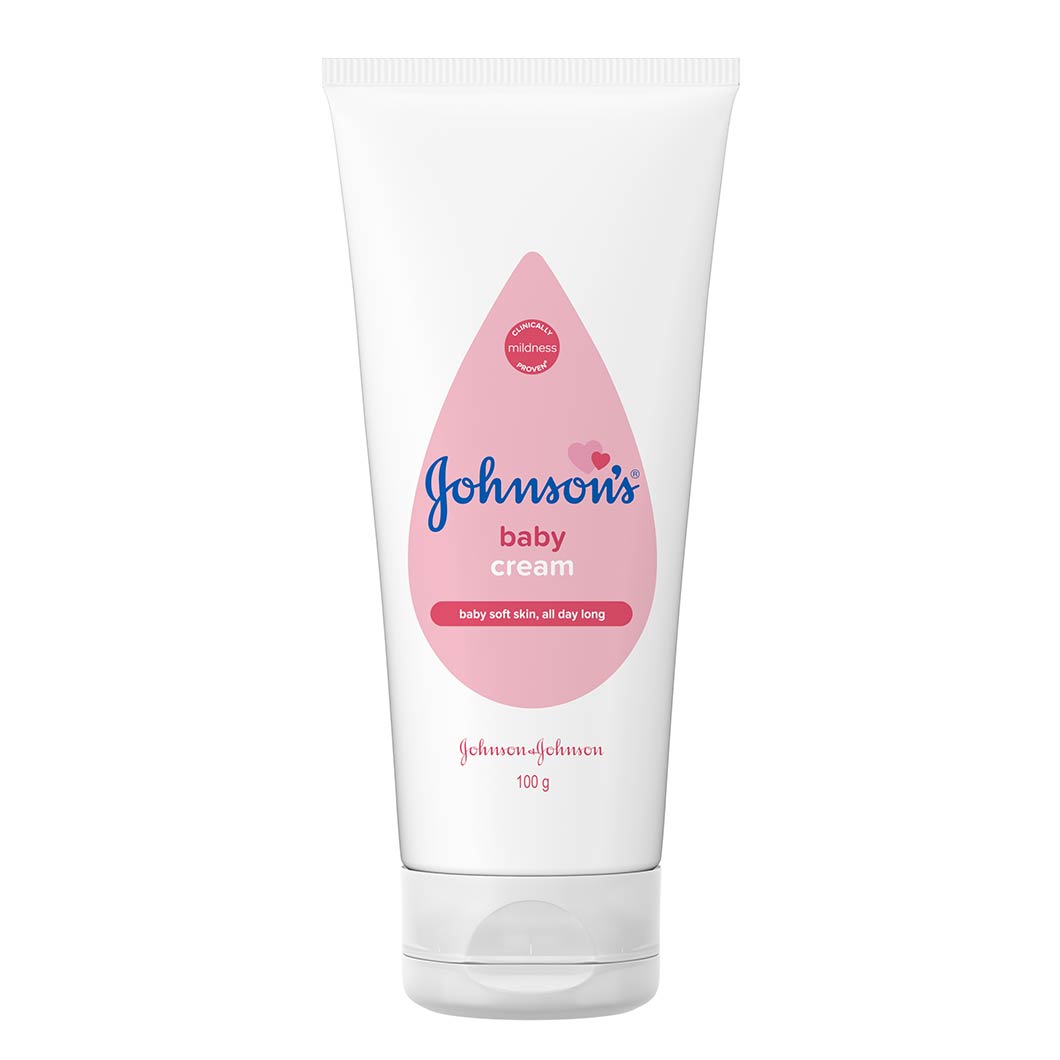 CLINICALLY
mildness
PROVEN®
Johnson's®
baby
cream
baby soft skin, all day long
Johnson & Johnson
100 g